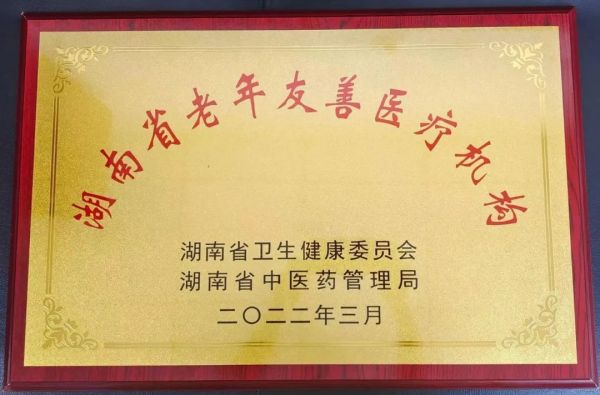 湖南省老年友善医疗机构
湖南省卫生健康委员会
湖南省中医药管理局
二〇二二年三月